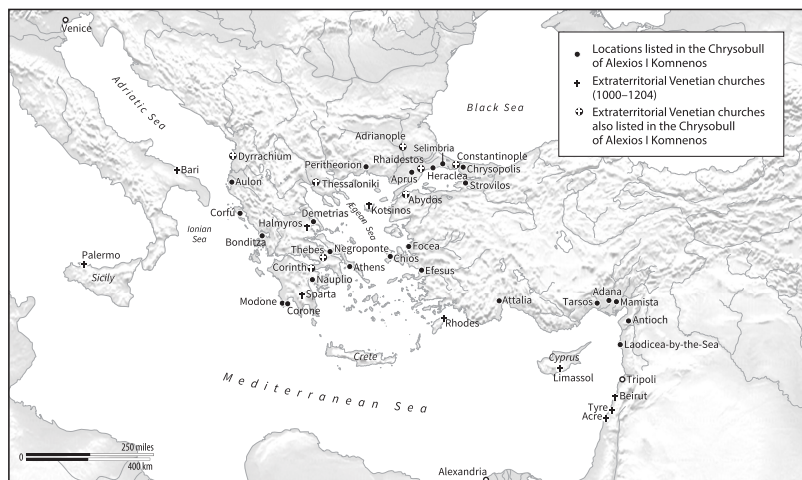 Venice
Adriatic Sea
Black Sea
Locations listed in the Chrysobull
of Alexios I Komnenos
Extraterritorial Venetian churches
(1000–1204)
Extraterritorial Venetian churches
also listed in the Chrysobull
of Alexios I Komnenos
Adrianople
Selimbria
Dyrrachium
Peritheorion
Rhaidestos
Constantinople
Bari
Aprus
Heraclea
Chrysopolis
Aulon
Thessaloniki
Strovilos
Abydos
Corfu
Demetrias
Kotsinos
Halmyros
Ægean Sea
Ionian
Sea
Bonditza
Thebes
Negroponte
Focea
Palermo
Chios
Sicily
Corinth
Athens
Efesus
Nauplio
Sparta
Modone
Corone
Attalia
Adana
Tarsos
Mamista
Rhodes
Antioch
Crete
Laodicea-by-the-Sea
Cyprus
Limassol
Tripoli
Mediterranean Sea
Beirut
Tyre
Acre
0
250 miles
400 km
Alexandria